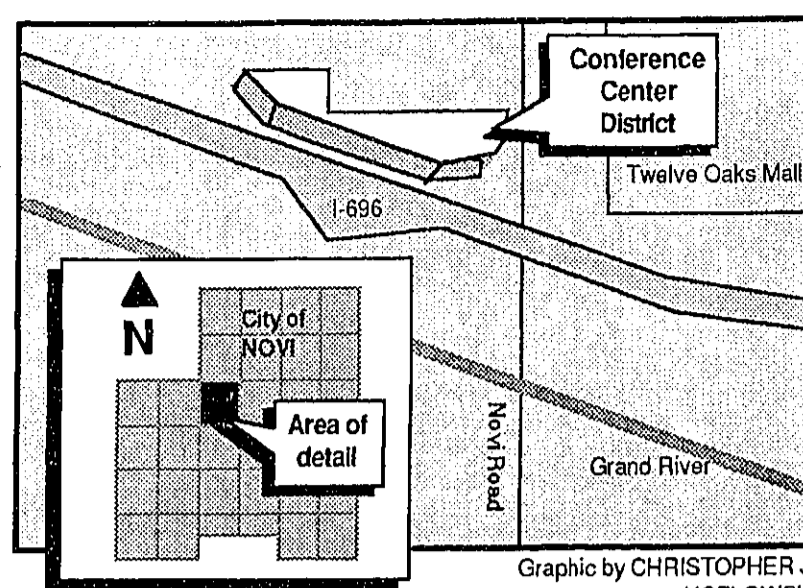 Conference
Center
District
Twelve Oaks Mall
I-696
N
City of
NOVI
Area of
detail
Novi Road
Grand River
Graphic by CHRISTOPHER